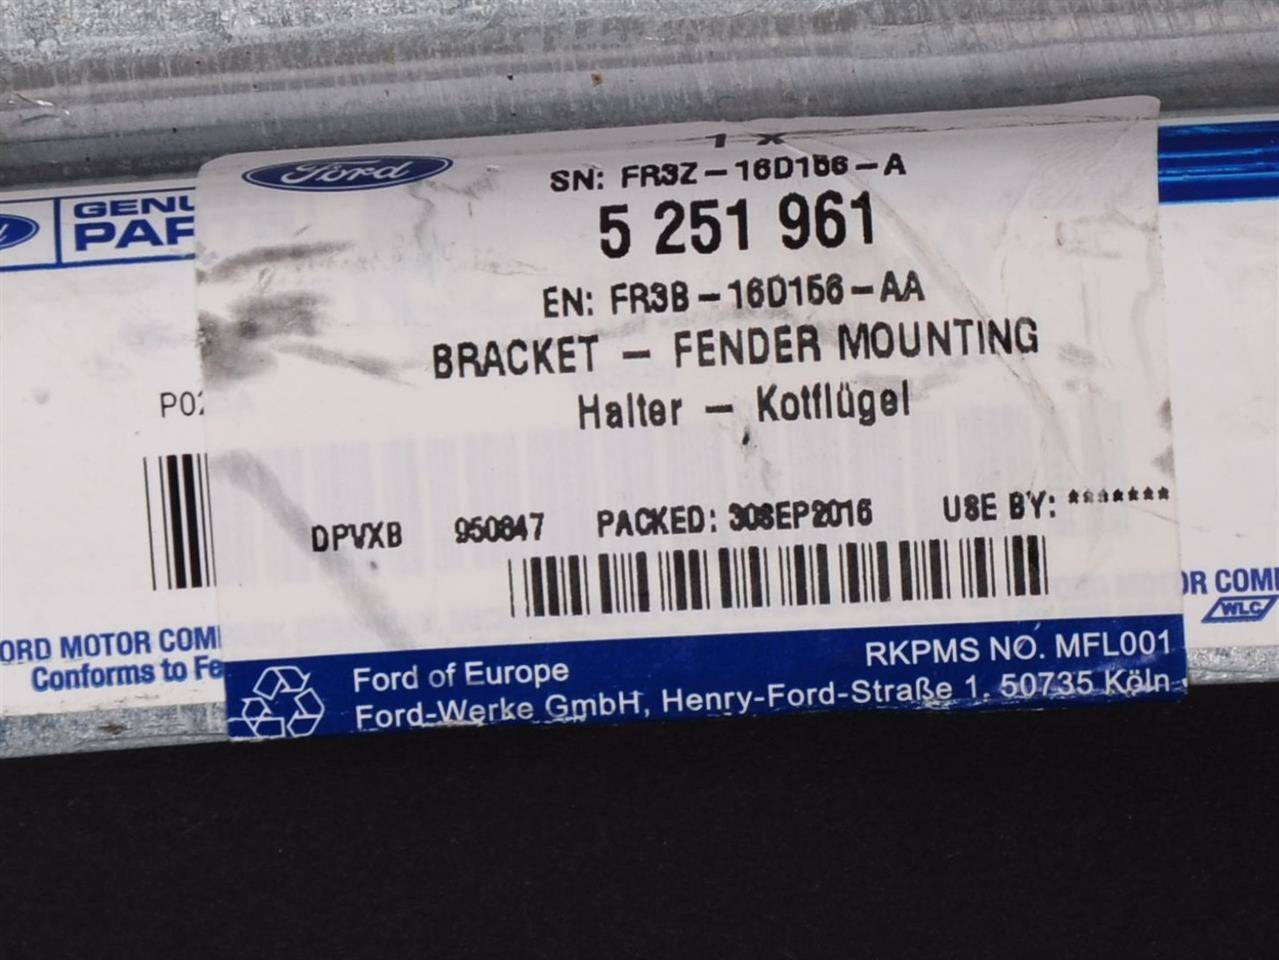 1 X
Ford
SN: FR3Z-16D156-A
GENU
PAR
5 251 961
EN: FR3B-16D156-AA
BRACKET - FENDER MOUNTING
Halter - Kotflügel
P02
DPVXB 950847 PACKED: 30SEP2016 USE BY: *******
ORD MOTOR COM
Conforms to Fe
OR COM
WLC
RKPMS NO. MFL001
Ford of Europe
Ford-Werke GmbH, Henry-Ford-Straße 1, 50735 Köln